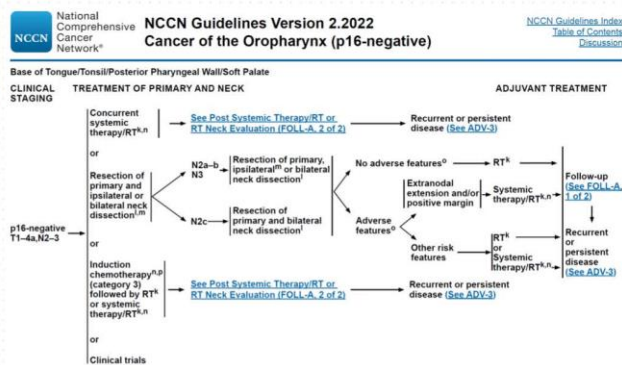 NCCN
National
Comprehensive
Cancer
Network®
NCCN Guidelines Version 2.2022
Cancer of the Oropharynx (p16-negative)
NCCN Guidelines Index
Table of Contents
Discussion
Base of Tongue/Tonsil/Posterior Pharyngeal Wall/Soft Palate
CLINICAL
STAGING
TREATMENT OF PRIMARY AND NECK
ADJUVANT TREATMENT
p16-negative
T1–4a,N2–3
Concurrent
systemic
therapy/RTk,n
See Post Systemic Therapy/RT or
RT Neck Evaluation (FOLL-A, 2 of 2)
Recurrent or persistent
disease (See ADV-3)
or
Resection of
primary and
ipsilateral or
bilateral neck
dissectionl,m
N2a–b
N3
Resection of primary,
ipsilateralm or bilateral
neck dissectionl
N2c
Resection of
primary and bilateral
neck dissectionl
No adverse featureso
RTk
Adverse
featureso
Extranodal
extension and/or
positive margin
Systemic
therapy/RTk,n
Other risk
features
RTk
or
Systemic
therapy/RTk,n
Follow-up
(See FOLL-A,
1 of 2)
Recurrent
or
persistent
disease
(See ADV-3)
or
Induction
chemotherapyn,p
(category 3)
followed by RTk
or systemic
therapy/RTk,n
See Post Systemic Therapy/RT or
RT Neck Evaluation (FOLL-A, 2 of 2)
Recurrent or persistent
disease (See ADV-3)
or
Clinical trials